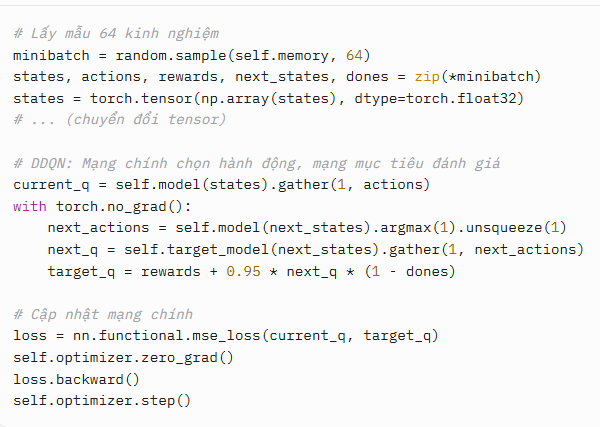 # Lấy mẫu 64 kinh nghiệm
minibatch = random.sample(self.memory, 64)
states, actions, rewards, next_states, dones = zip(*minibatch)
states = torch.tensor(np.array(states), dtype=torch.float32)
# ... (chuyển đổi tensor)
# DDQN: Mạng chính chọn hành động, mạng mục tiêu đánh giá
current_q = self.model(states).gather(1, actions)
with torch.no_grad():
    next_actions = self.model(next_states).argmax(1).unsqueeze(1)
    next_q = self.target_model(next_states).gather(1, next_actions)
    target_q = rewards + 0.95 * next_q * (1 - dones)
# Cập nhật mạng chính
loss = nn.functional.mse_loss(current_q, target_q)
self.optimizer.zero_grad()
loss.backward()
self.optimizer.step()